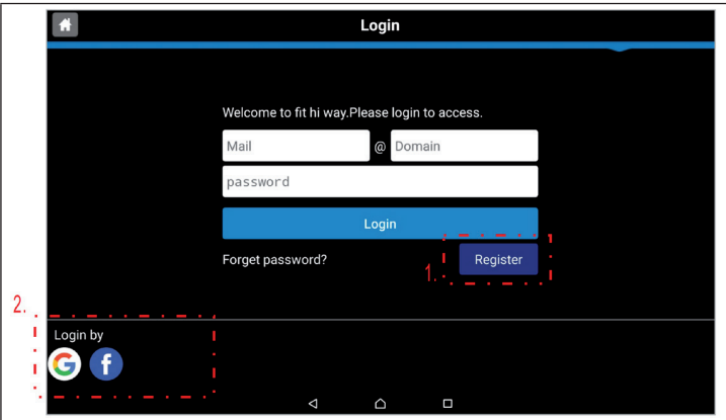 Login
Welcome to fit hi way.Please login to access.
Mail @ Domain
password
Login
Forget password? 1. Register
2.
Login by
G f